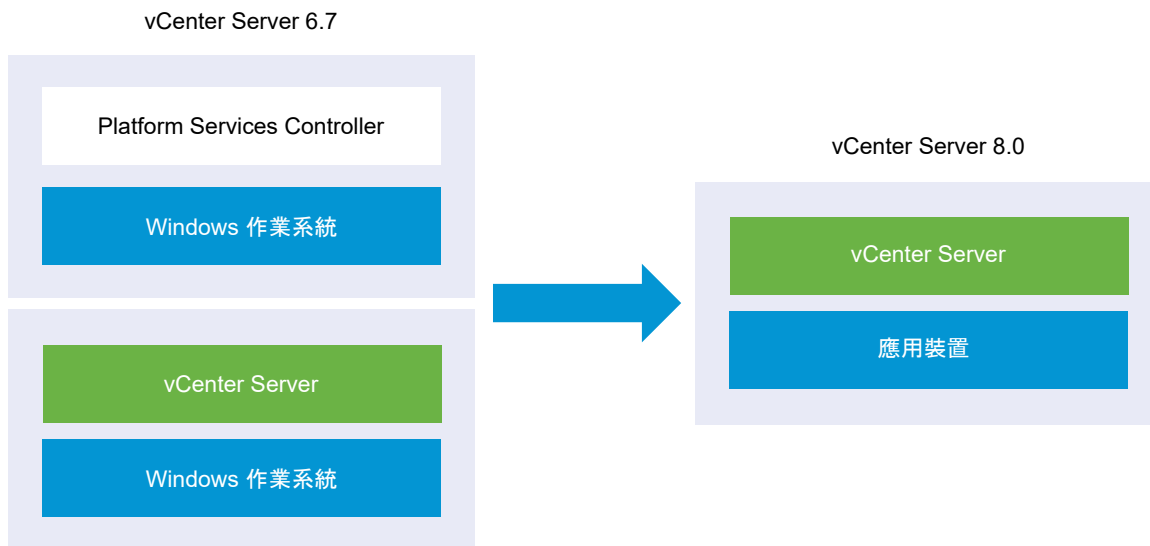 vCenter Server 6.7
Platform Services Controller
Windows 作業系統
vCenter Server
Windows 作業系統
vCenter Server 8.0
vCenter Server
應用裝置